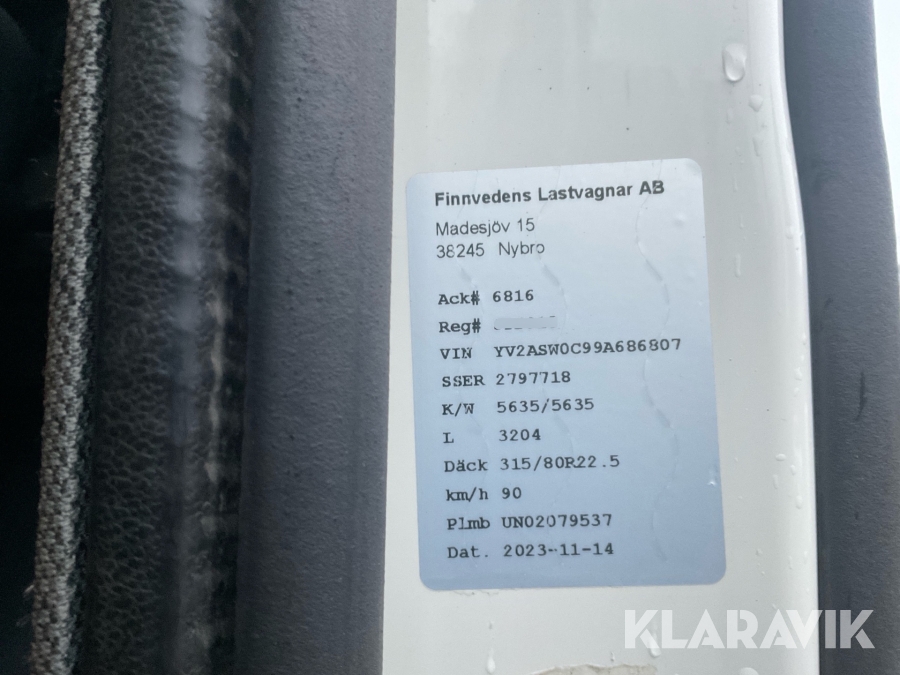 Finnvedens Lastvagnar AB
Madesjöv 15
38245 Nybro
Ack# 6816
Reg#
VIN YV2ASW0C99A686807
SSER 2797718
K/W 5635/5635
L 3204
Däck 315/80R22.5
km/h 90
Plmb UN02079537
Dat. 2023-11-14
KLARAVIK